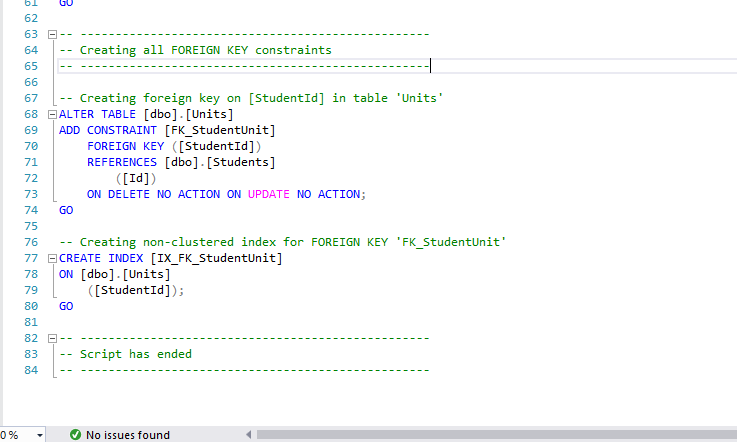 61 GO
62
63 -- --------------------------------------------------
64 -- Creating all FOREIGN KEY constraints
65 -- --------------------------------------------------
66
67 -- Creating foreign key on [StudentId] in table 'Units'
68 ALTER TABLE [dbo].[Units]
69 ADD CONSTRAINT [FK_StudentUnit]
70     FOREIGN KEY ([StudentId])
71     REFERENCES [dbo].[Students]
72         ([Id])
73     ON DELETE NO ACTION ON UPDATE NO ACTION;
74 GO
75
76 -- Creating non-clustered index for FOREIGN KEY 'FK_StudentUnit'
77 CREATE INDEX [IX_FK_StudentUnit]
78 ON [dbo].[Units]
79     ([StudentId]);
80 GO
81
82 -- --------------------------------------------------
83 -- Script has ended
84 -- --------------------------------------------------
0 % No issues found